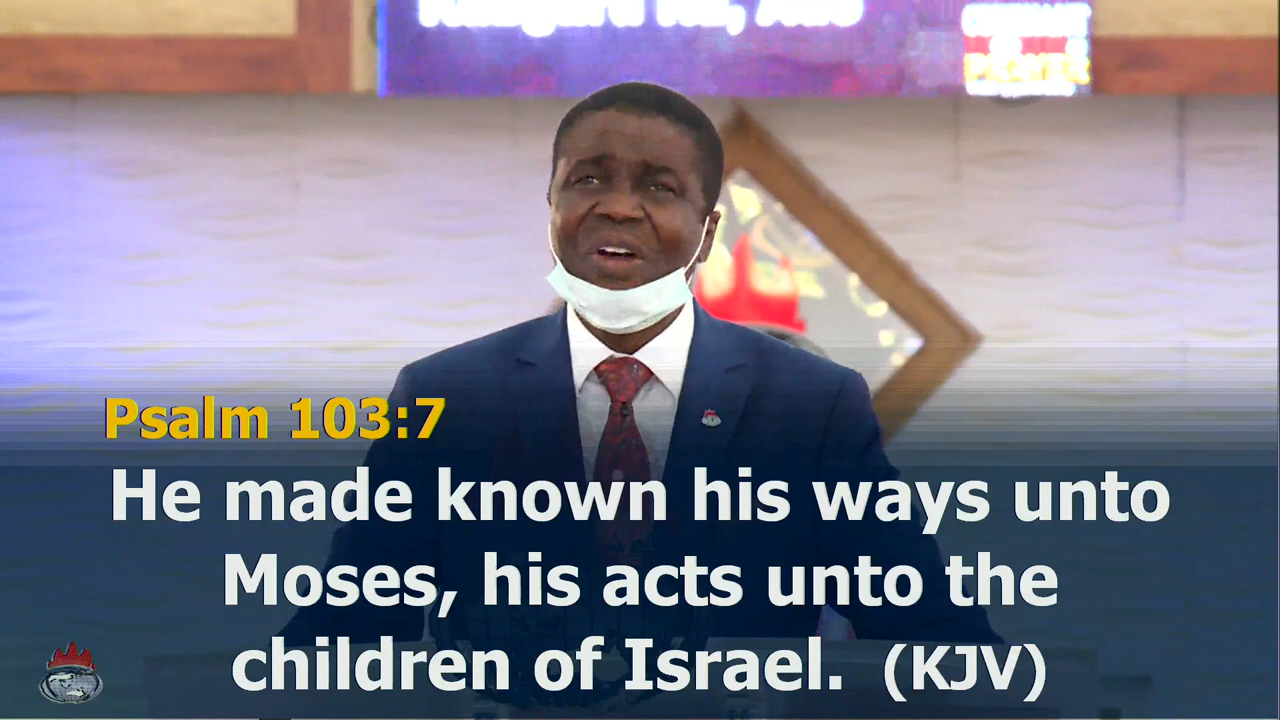 Psalm 103:7
He made known his ways unto
Moses, his acts unto the
children of Israel. (KJV)